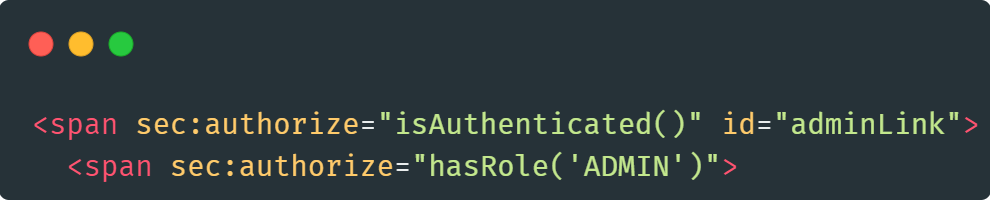 <span sec:authorize="isAuthenticated()" id="adminLink">
<span sec:authorize="hasRole('ADMIN')">